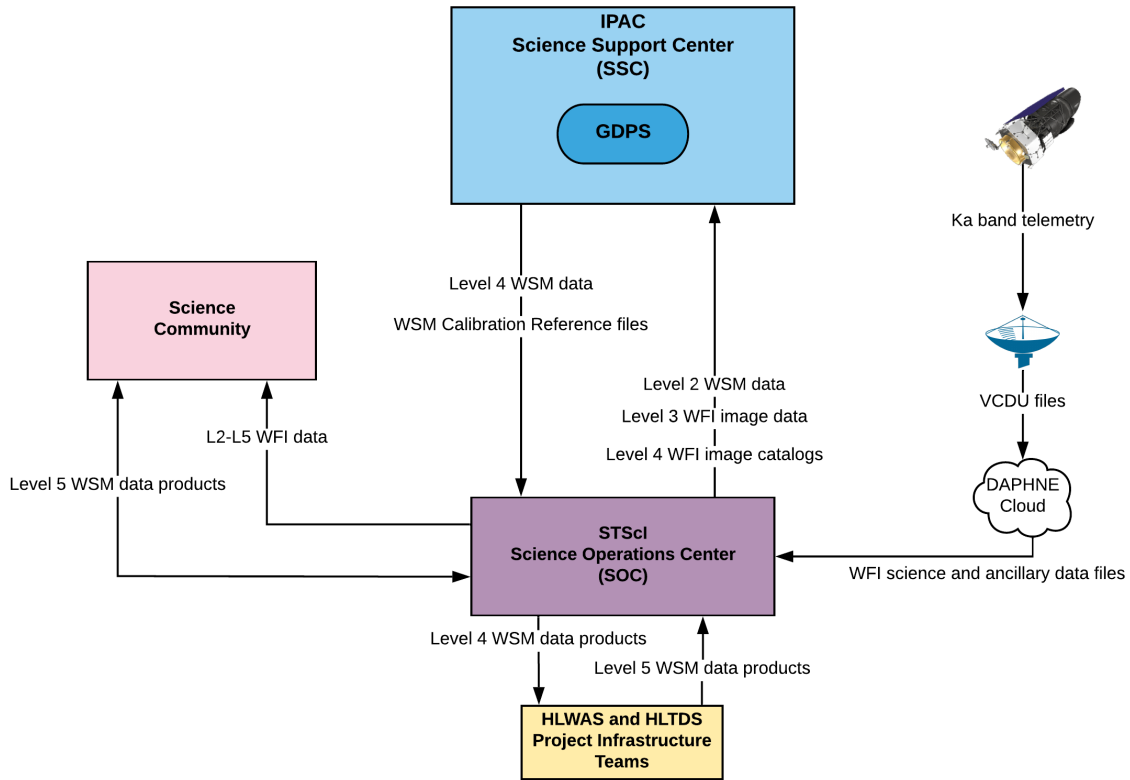 IPAC
Science Support Center
(SSC)
GDPS
Ka band telemetry
Level 4 WSM data
Science
Community
WSM Calibration Reference files
Level 2 WSM data
VCDU files
Level 3 WFI image data
L2-L5 WFI data
Level 4 WFI image catalogs
Level 5 WSM data products
DAPHNE
Cloud
STScI
Science Operations Center
(SOC)
WFI science and ancillary data files
Level 4 WSM data products
Level 5 WSM data products
HLWAS and HLTDS
Project Infrastructure
Teams